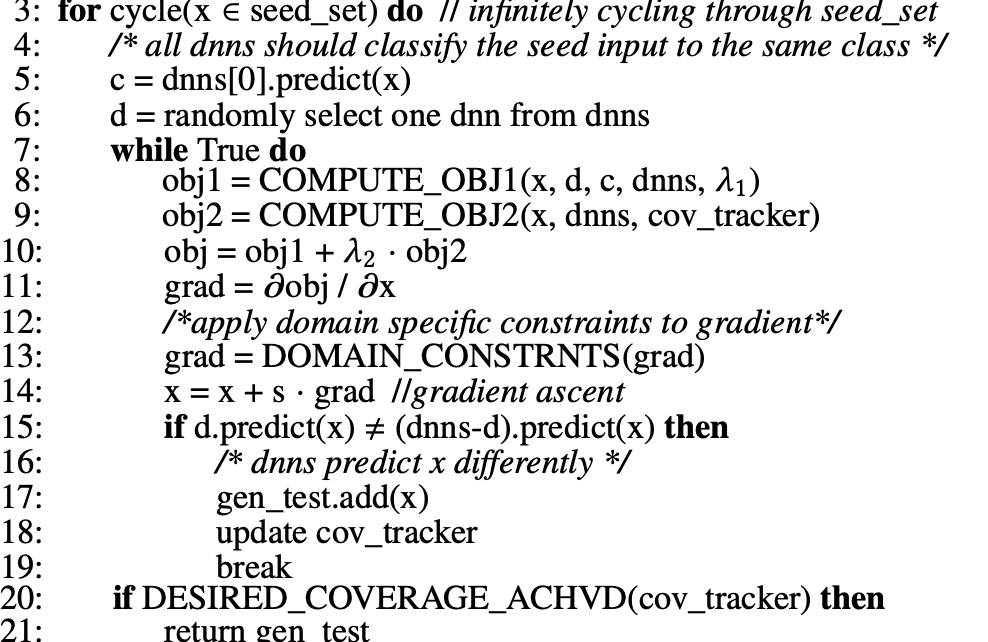 3: for cycle(x ∈ seed_set) do // infinitely cycling through seed_set
4: /* all dnns should classify the seed input to the same class */
5: c = dnns[0].predict(x)
6: d = randomly select one dnn from dnns
7: while True do
8: obj1 = COMPUTE_OBJ1(x, d, c, dnns, λ₁)
9: obj2 = COMPUTE_OBJ2(x, dnns, cov_tracker)
10: obj = obj1 + λ₂ · obj2
11: grad = ∂obj / ∂x
12: /*apply domain specific constraints to gradient*/
13: grad = DOMAIN_CONSTRNTS(grad)
14: x = x + s · grad //gradient ascent
15: if d.predict(x) ≠ (dnns-d).predict(x) then
16: /* dnns predict x differently */
17: gen_test.add(x)
18: update cov_tracker
19: break
20: if DESIRED_COVERAGE_ACHVD(cov_tracker) then
21: return gen_test